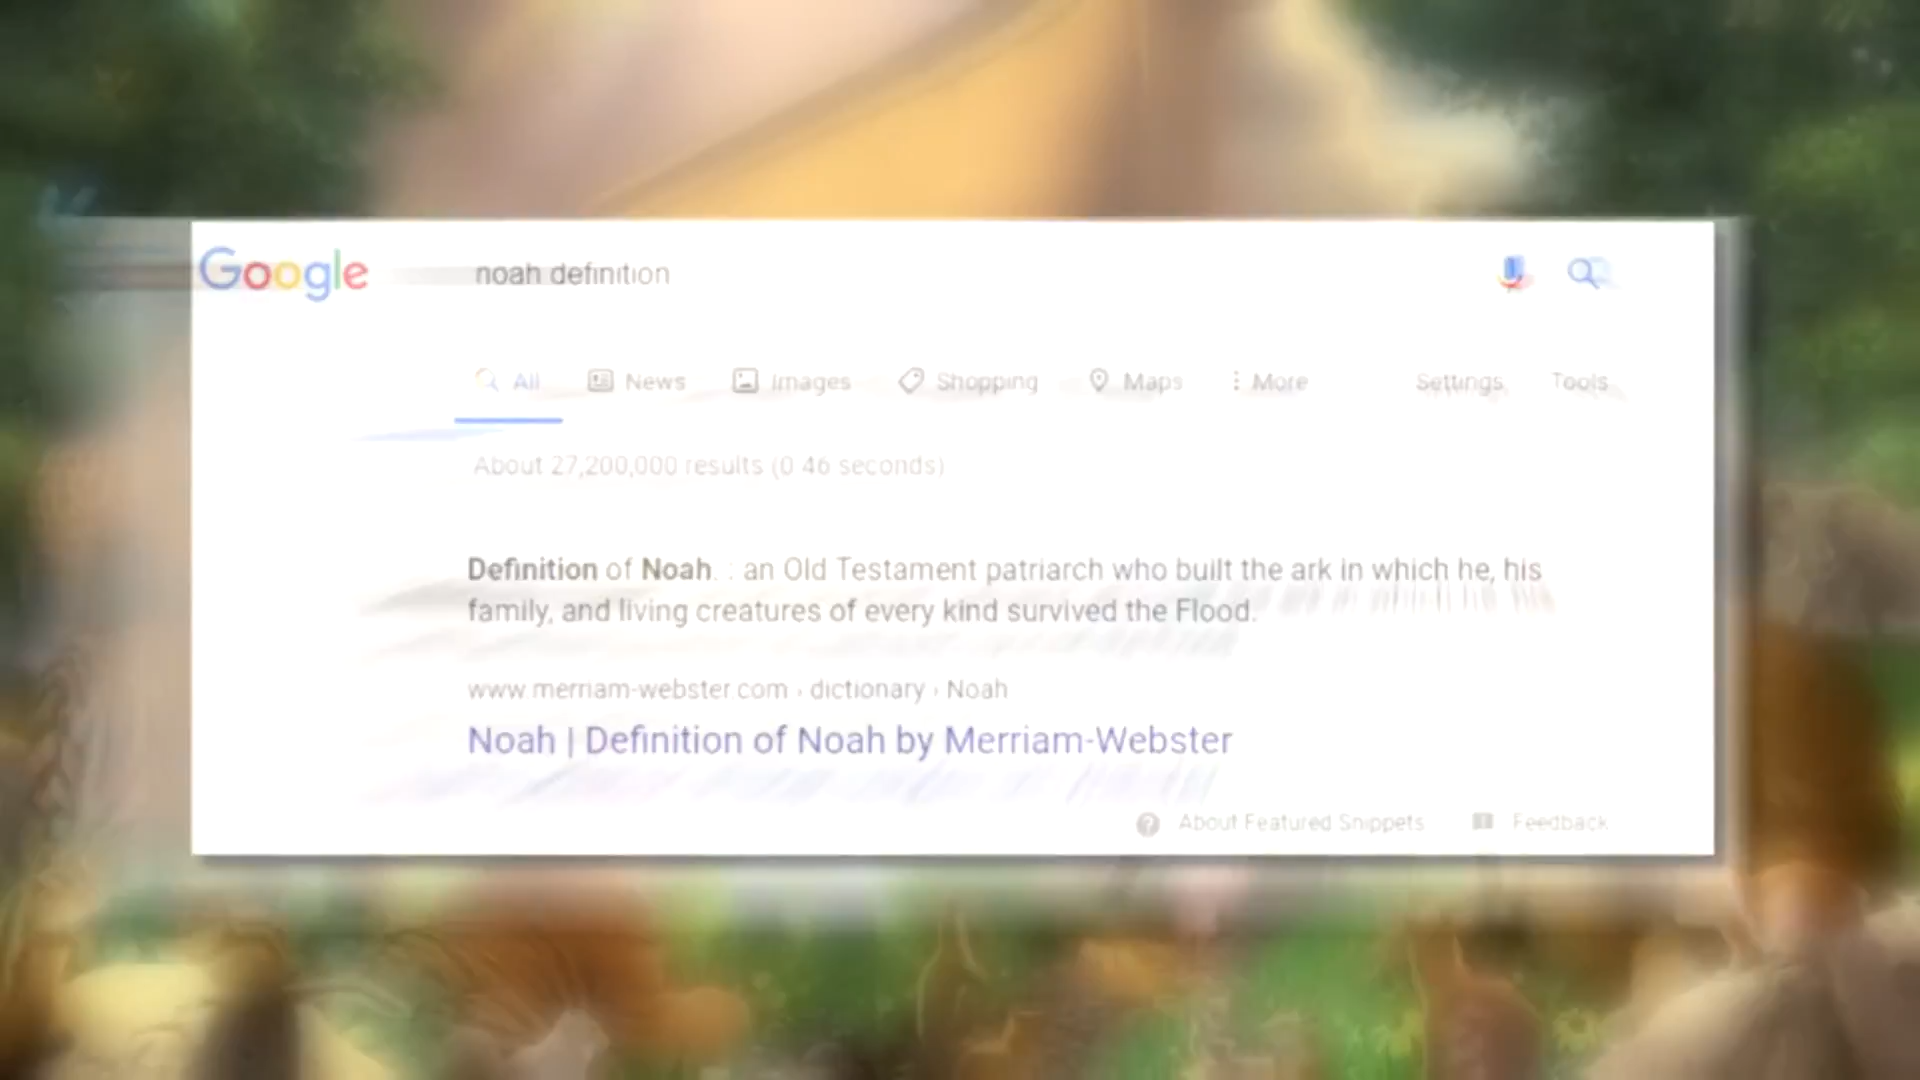 Google
noah definition
All News Images Shopping Maps More Settings Tools
About 27,200,000 results (0 46 seconds)
Definition of Noah. : an Old Testament patriarch who built the ark in which he, his
family, and living creatures of every kind survived the Flood.
www.merriam-webster.com › dictionary › Noah
Noah | Definition of Noah by Merriam-Webster
About Featured Snippets Feedback